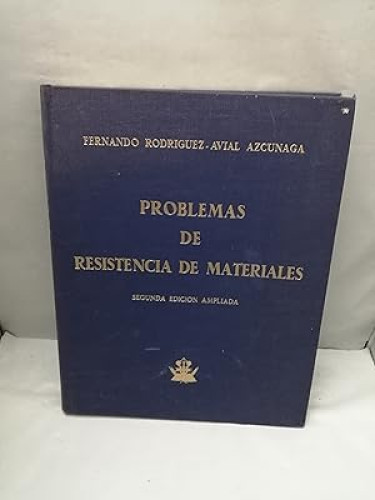 FERNANDO RODRIGUEZ-AVIAL AZCUNAGA
PROBLEMAS
DE
RESISTENCIA DE MATERIALES
SEGUNDA EDICION AMPLIADA